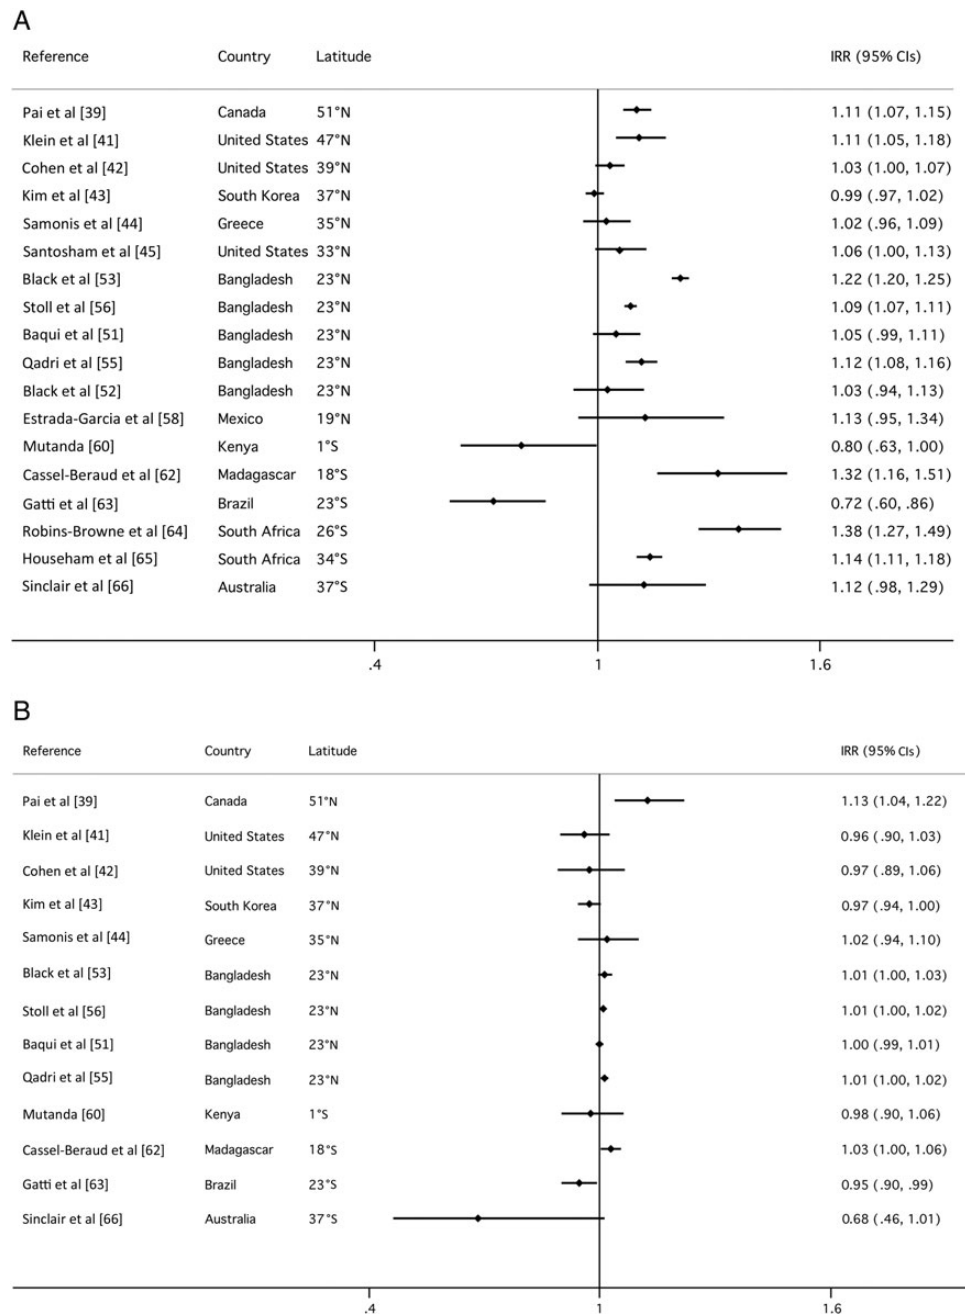 A
Reference Country Latitude IRR (95% CIs)
Pai et al [39] Canada 51°N 1.11 (1.07, 1.15)
Klein et al [41] United States 47°N 1.11 (1.05, 1.18)
Cohen et al [42] United States 39°N 1.03 (1.00, 1.07)
Kim et al [43] South Korea 37°N 0.99 (.97, 1.02)
Samonis et al [44] Greece 35°N 1.02 (.96, 1.09)
Santosham et al [45] United States 33°N 1.06 (1.00, 1.13)
Black et al [53] Bangladesh 23°N 1.22 (1.20, 1.25)
Stoll et al [56] Bangladesh 23°N 1.09 (1.07, 1.11)
Baqui et al [51] Bangladesh 23°N 1.05 (.99, 1.11)
Qadri et al [55] Bangladesh 23°N 1.12 (1.08, 1.16)
Black et al [52] Bangladesh 23°N 1.03 (.94, 1.13)
Estrada-Garcia et al [58] Mexico 19°N 1.13 (.95, 1.34)
Mutanda [60] Kenya 1°S 0.80 (.63, 1.00)
Cassel-Beraud et al [62] Madagascar 18°S 1.32 (1.16, 1.51)
Gatti et al [63] Brazil 23°S 0.72 (.60, .86)
Robins-Browne et al [64] South Africa 26°S 1.38 (1.27, 1.49)
Househam et al [65] South Africa 34°S 1.14 (1.11, 1.18)
Sinclair et al [66] Australia 37°S 1.12 (.98, 1.29)
.4 1 1.6
B
Reference Country Latitude IRR (95% CIs)
Pai et al [39] Canada 51°N 1.13 (1.04, 1.22)
Klein et al [41] United States 47°N 0.96 (.90, 1.03)
Cohen et al [42] United States 39°N 0.97 (.89, 1.06)
Kim et al [43] South Korea 37°N 0.97 (.94, 1.00)
Samonis et al [44] Greece 35°N 1.02 (.94, 1.10)
Black et al [53] Bangladesh 23°N 1.01 (1.00, 1.03)
Stoll et al [56] Bangladesh 23°N 1.01 (1.00, 1.02)
Baqui et al [51] Bangladesh 23°N 1.00 (.99, 1.01)
Qadri et al [55] Bangladesh 23°N 1.01 (1.00, 1.02)
Mutanda [60] Kenya 1°S 0.98 (.90, 1.06)
Cassel-Beraud et al [62] Madagascar 18°S 1.03 (1.00, 1.06)
Gatti et al [63] Brazil 23°S 0.95 (.90, .99)
Sinclair et al [66] Australia 37°S 0.68 (.46, 1.01)
.4 1 1.6